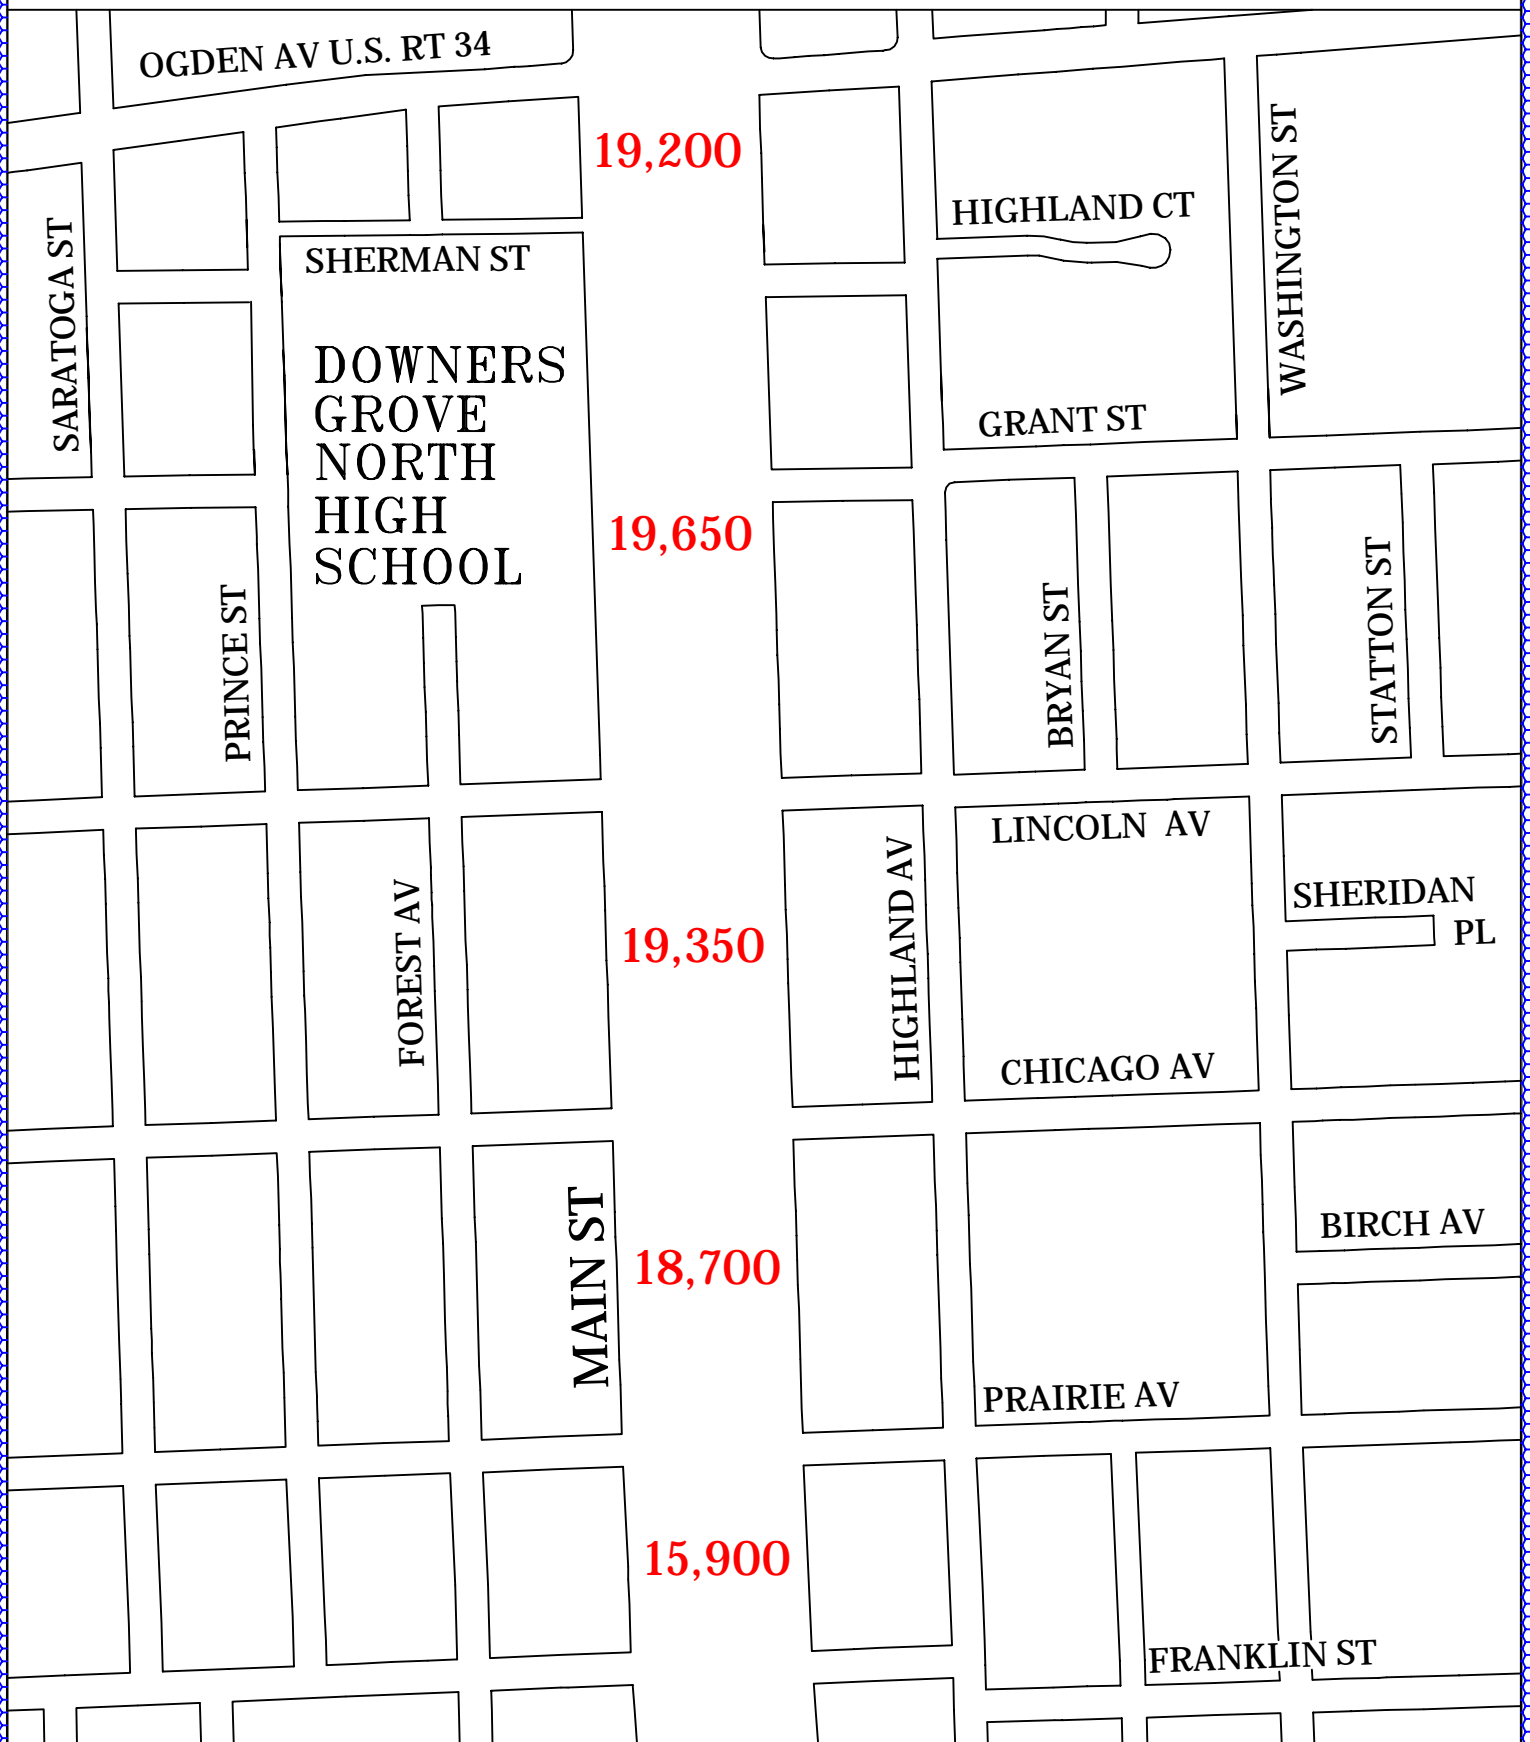 OGDEN AV U.S. RT 34
19,200
WASHINGTON ST
HIGHLAND CT
SARATOGA ST
SHERMAN ST
DOWNERS
GROVE
NORTH
HIGH
SCHOOL
GRANT ST
19,650
PRINCE ST
BRYAN ST
STATTON ST
LINCOLN AV
HIGHLAND AV
FOREST AV
SHERIDAN
PL
19,350
CHICAGO AV
MAIN ST
18,700
BIRCH AV
PRAIRIE AV
15,900
FRANKLIN ST